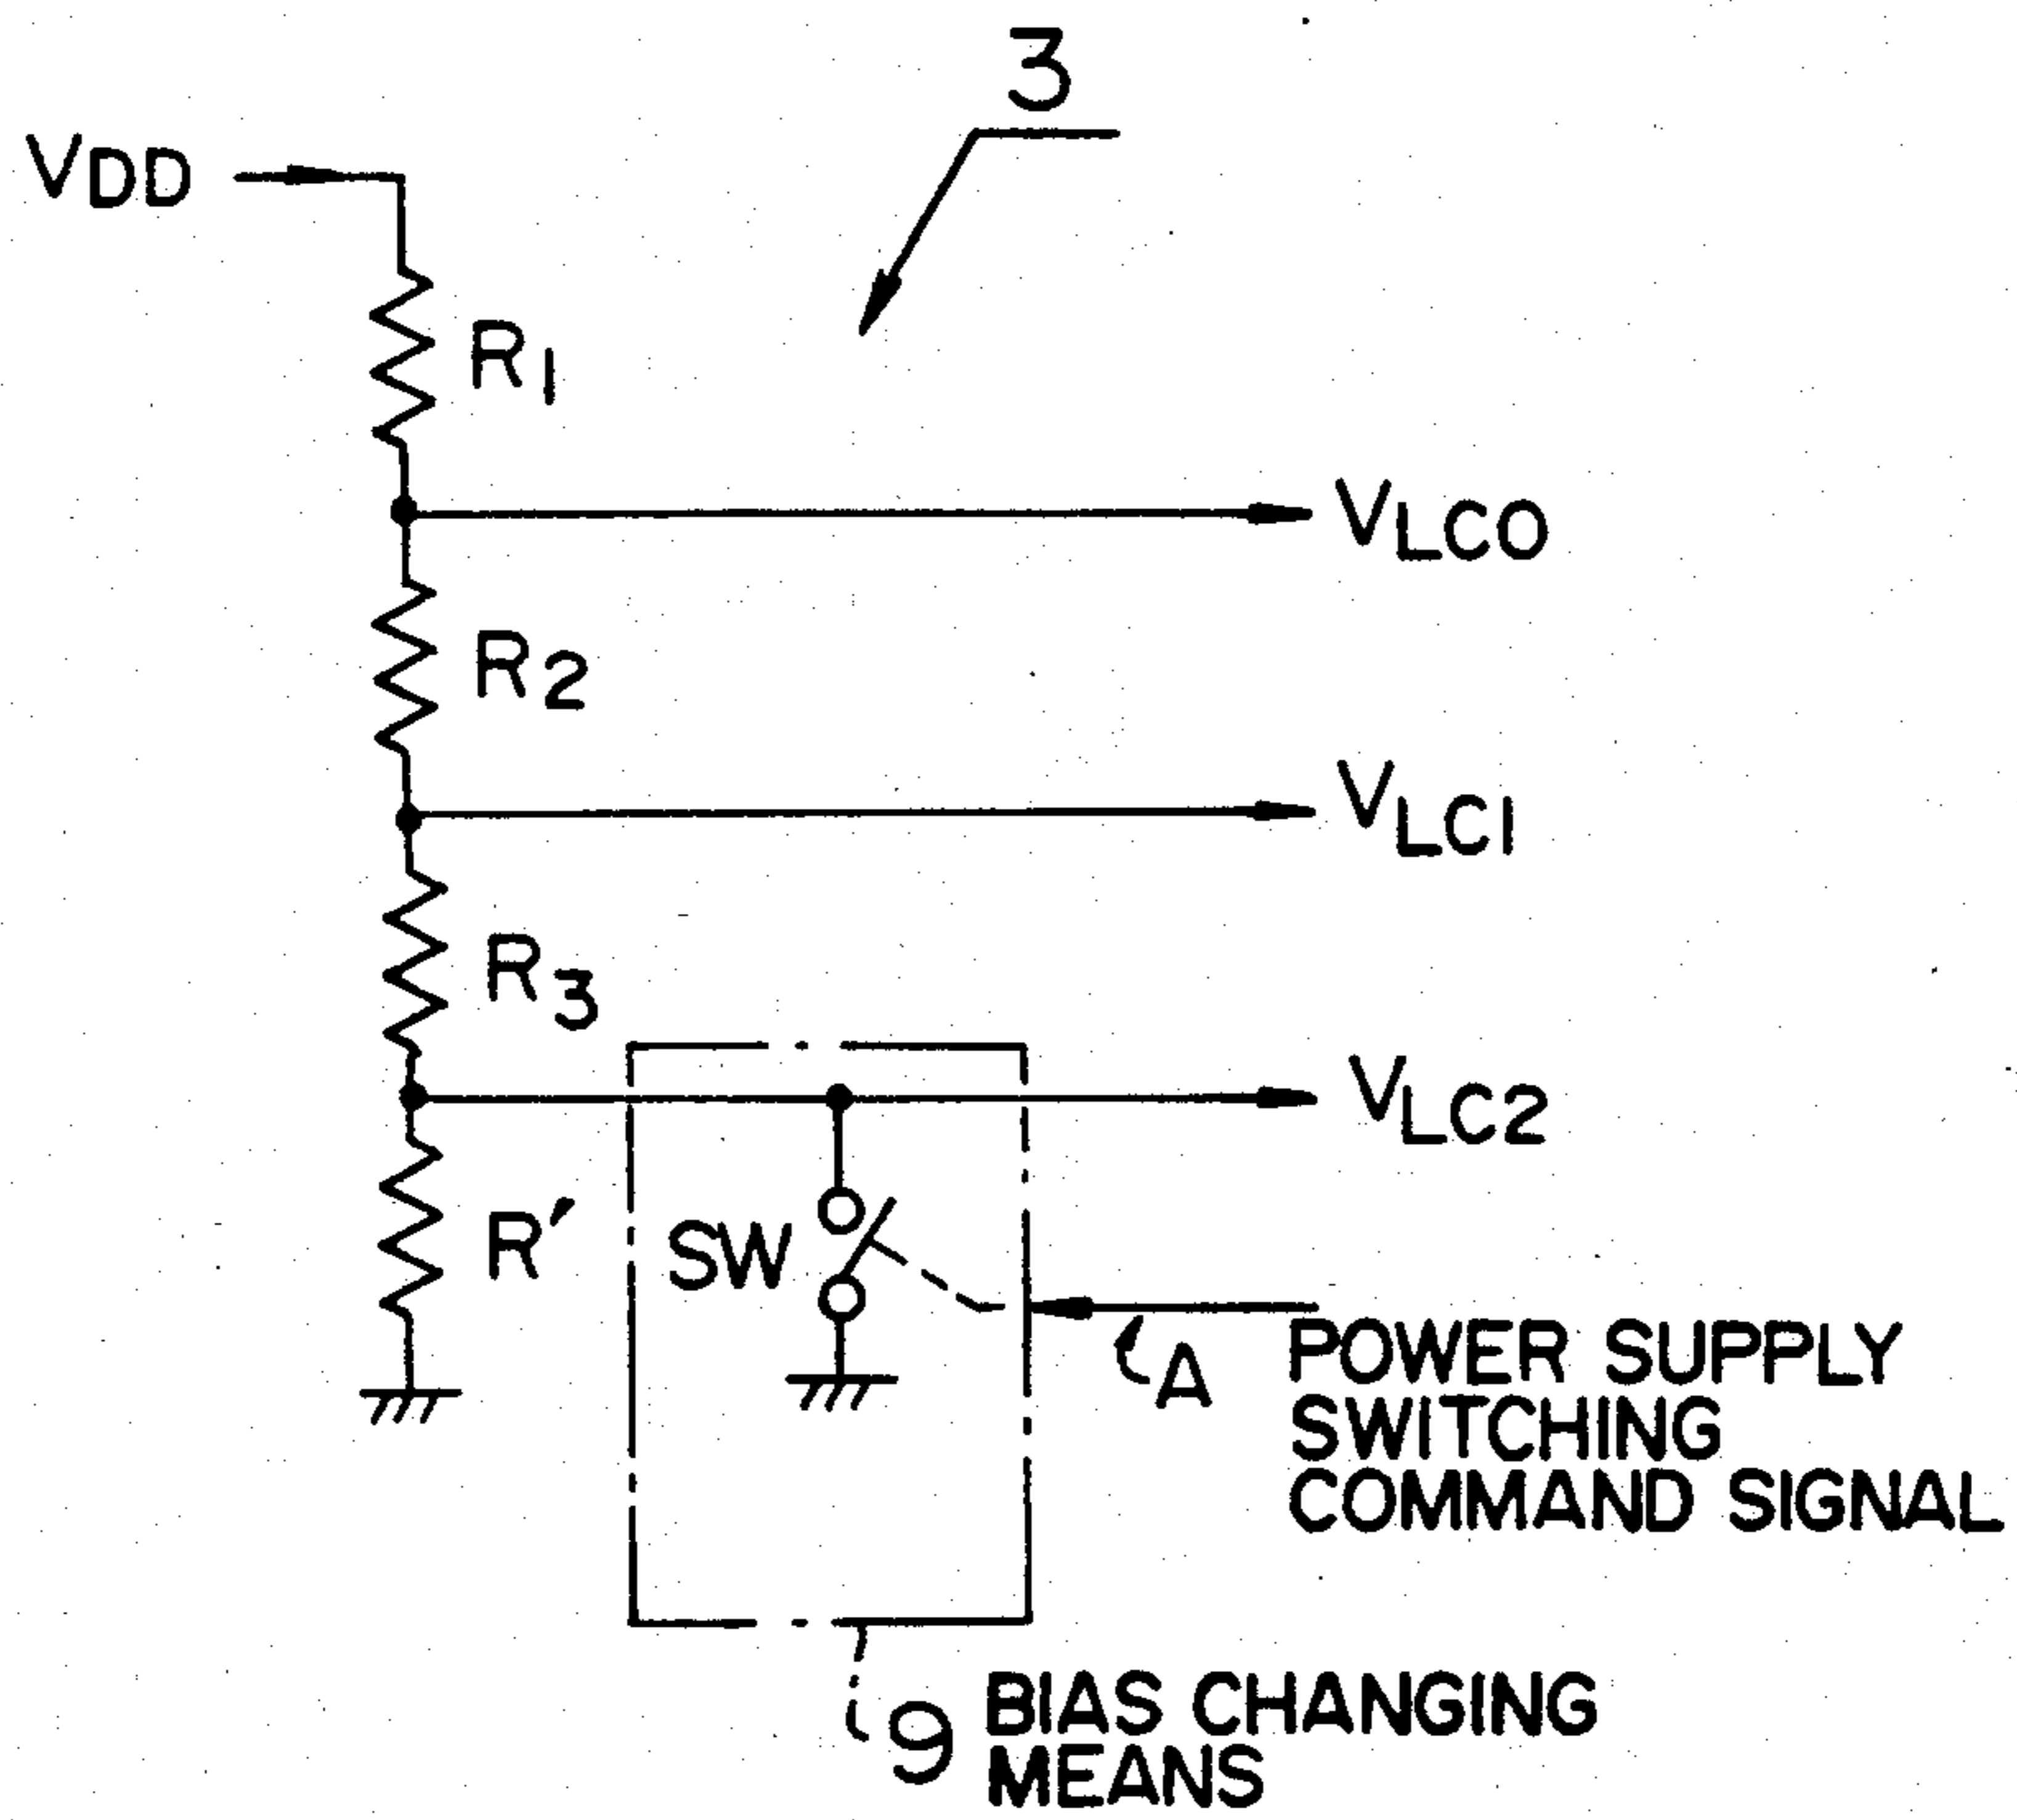 3
VDD
R1
VLC0
R2
VLC1
R3
VLC2
R'
SW
A
POWER SUPPLY
SWITCHING
COMMAND SIGNAL
9
BIAS CHANGING
MEANS